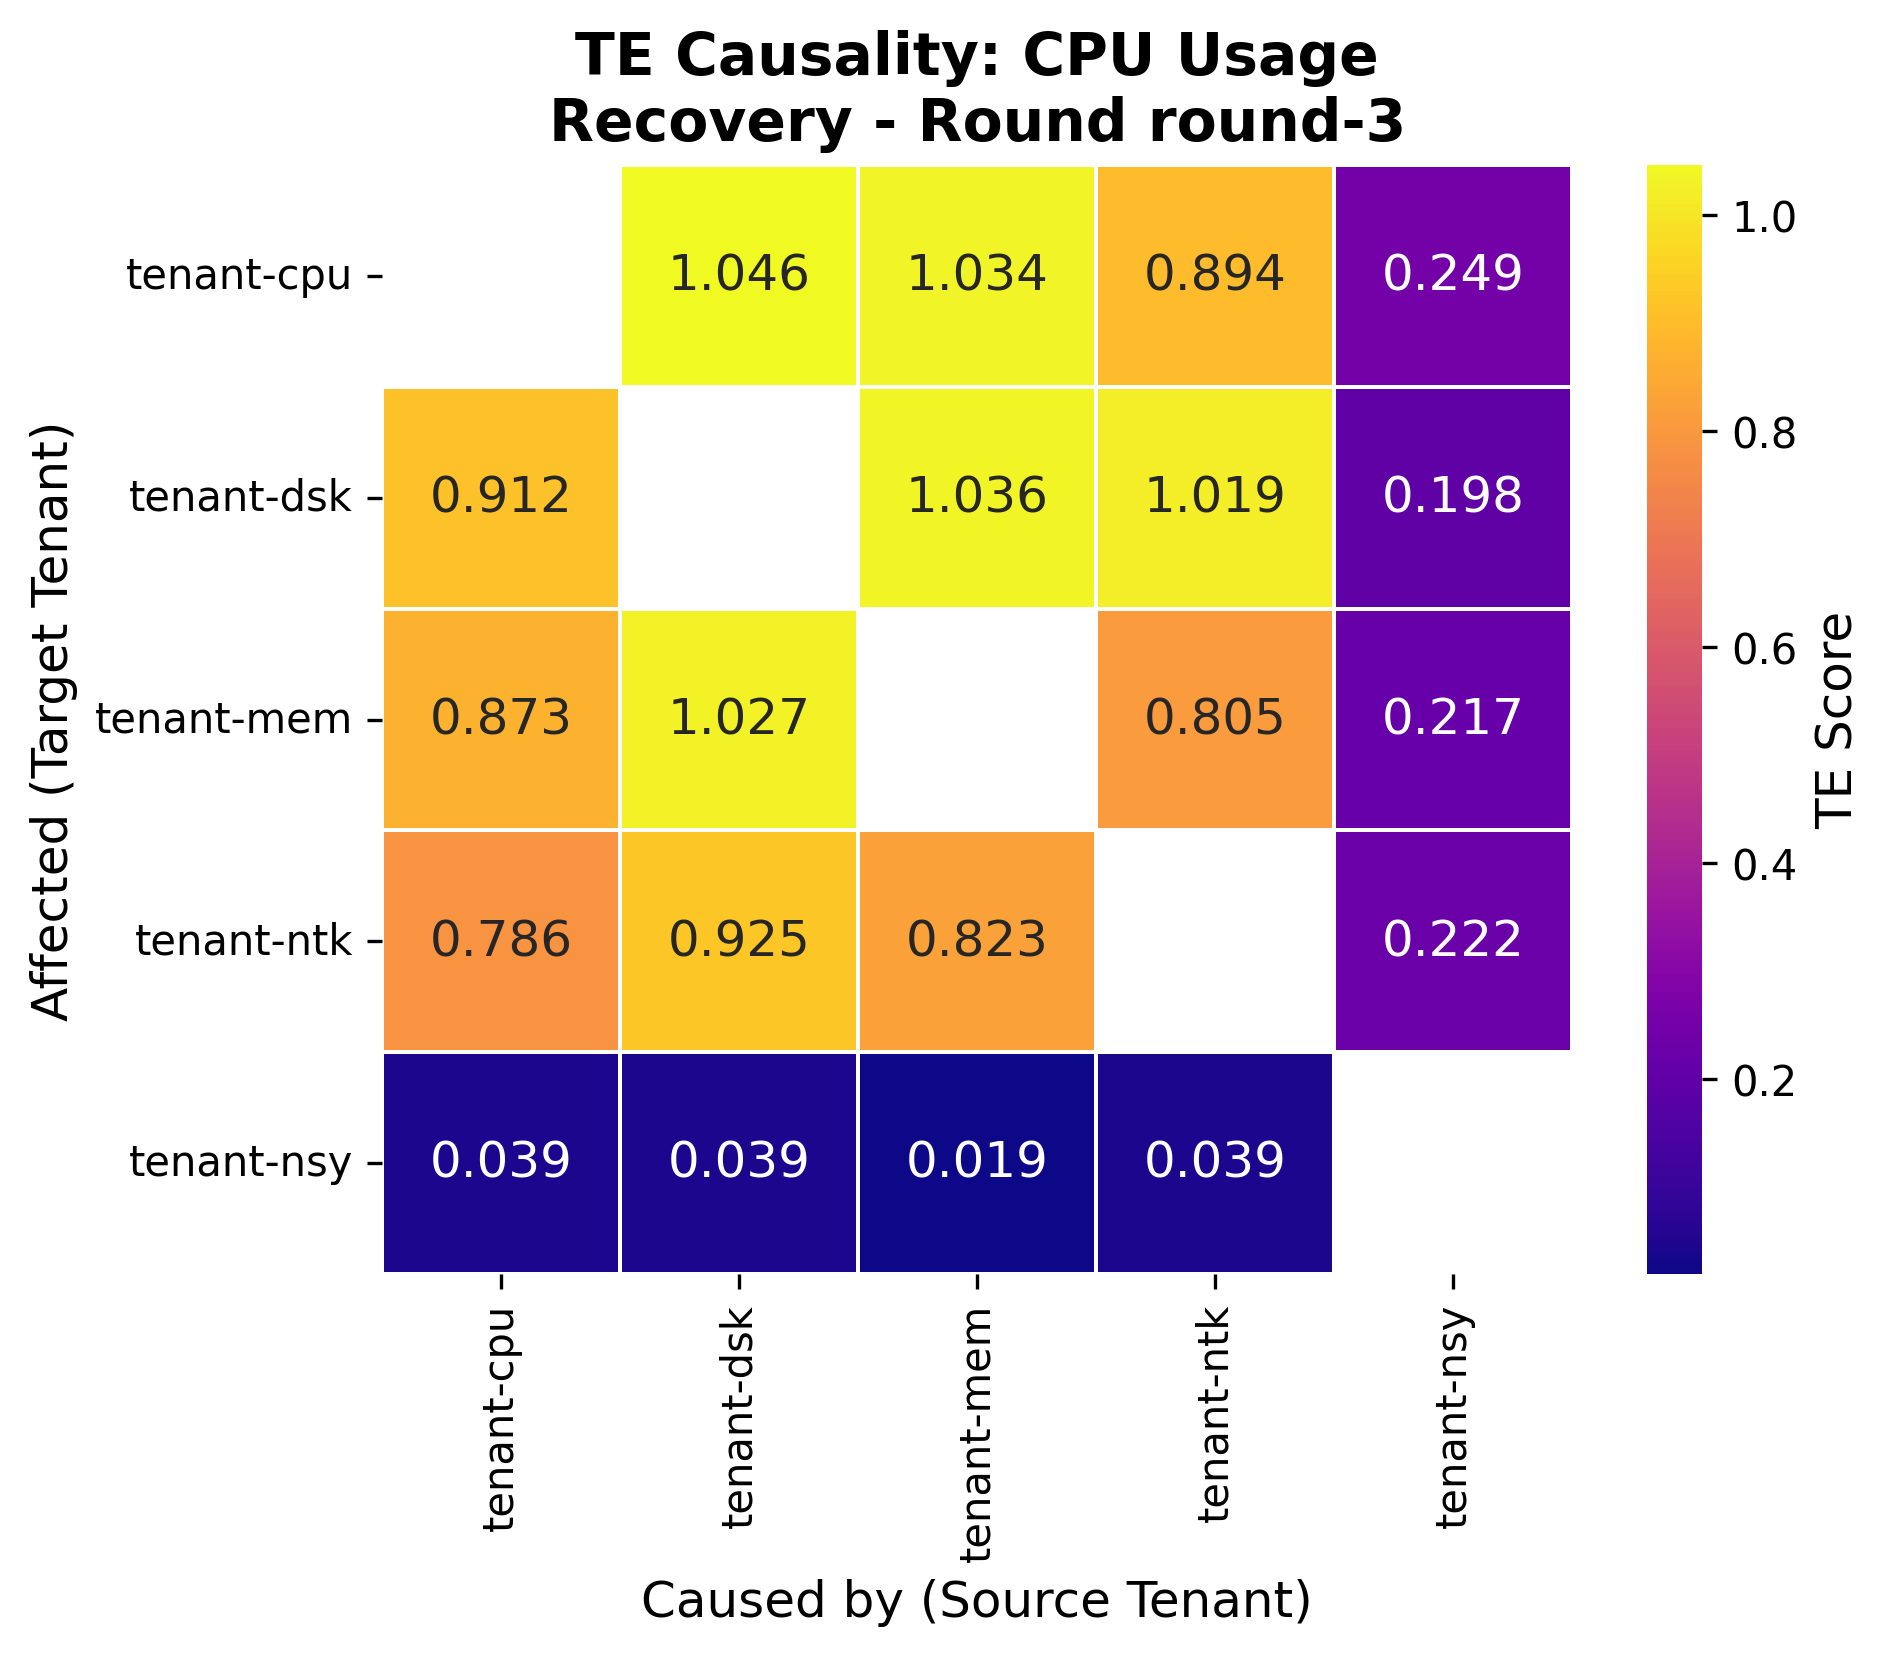 TE Causality: CPU Usage
Recovery - Round round-3
Affected (Target Tenant)
tenant-cpu 1.046 1.034 0.894 0.249
tenant-dsk 0.912 1.036 1.019 0.198
tenant-mem 0.873 1.027 0.805 0.217
tenant-ntk 0.786 0.925 0.823 0.222
tenant-nsy 0.039 0.039 0.019 0.039
tenant-cpu tenant-dsk tenant-mem tenant-ntk tenant-nsy
Caused by (Source Tenant)
1.0
0.8
0.6
0.4
0.2
TE Score